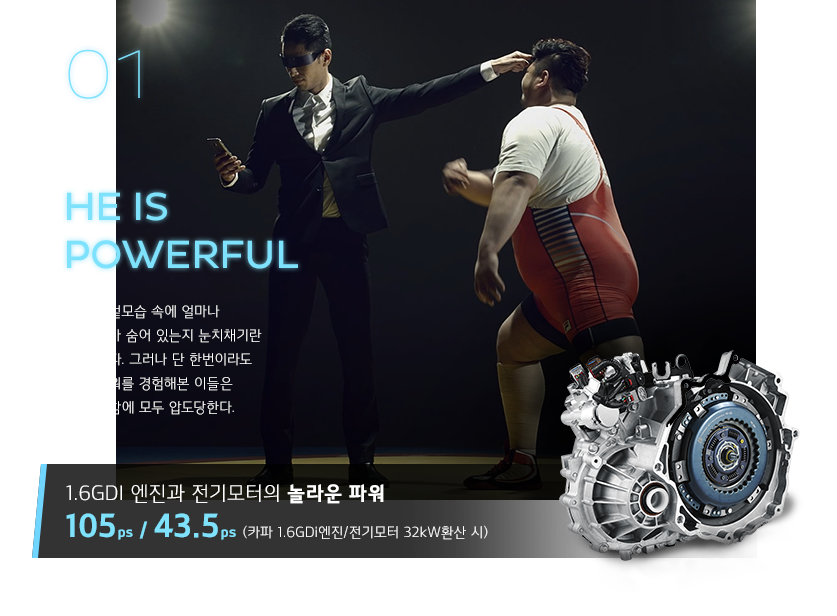 01
HE IS
POWERFUL
겉모습 속에 얼마나
숨어 있는지 눈치채기란
그러나 단 한번이라도
경험해본 이들은
모두 압도당한다.
1.6GDI 엔진과 전기모터의 놀라운 파워
105ps / 43.5ps (카파 1.6GDi엔진/전기모터 32kW환산 시)